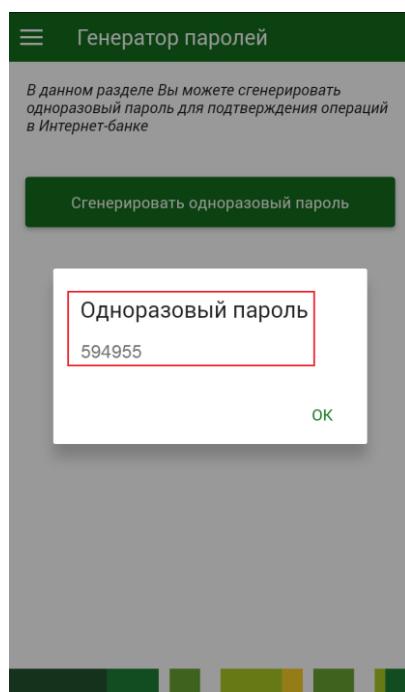 Генератор паролей
В данном разделе Вы можете сгенерировать
одноразовый пароль для подтверждения операций
в Интернет-банке
Сгенерировать одноразовый пароль
Одноразовый пароль
594955
ОК